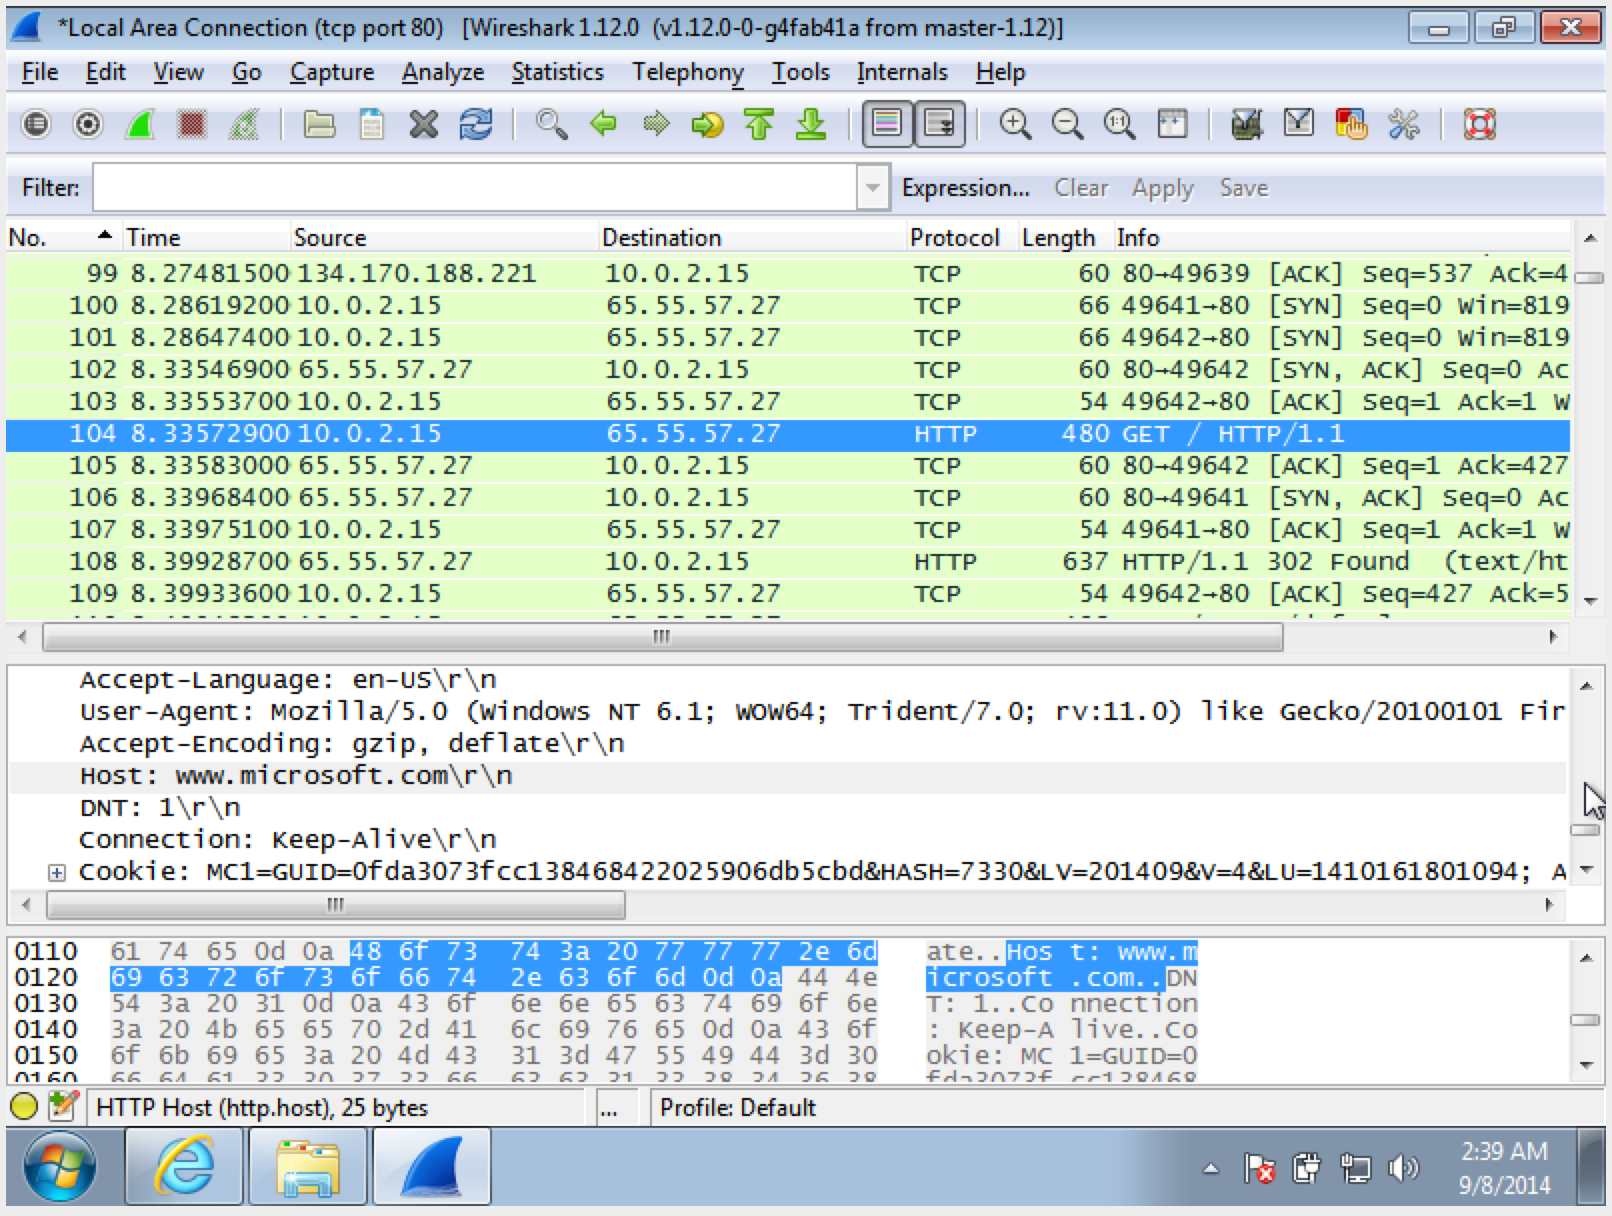 *Local Area Connection (tcp port 80) [Wireshark 1.12.0 (v1.12.0-0-g4fab41a from master-1.12)]
File Edit View Go Capture Analyze Statistics Telephony Tools Internals Help
Filter: Expression... Clear Apply Save
No. Time Source Destination Protocol Length Info
99 8.27481500 134.170.188.221 10.0.2.15 TCP 60 80→49639 [ACK] Seq=537 Ack=4
100 8.28619200 10.0.2.15 65.55.57.27 TCP 66 49641→80 [SYN] Seq=0 Win=819
101 8.28647400 10.0.2.15 65.55.57.27 TCP 66 49642→80 [SYN] Seq=0 Win=819
102 8.33546900 65.55.57.27 10.0.2.15 TCP 60 80→49642 [SYN, ACK] Seq=0 Ac
103 8.33553700 10.0.2.15 65.55.57.27 TCP 54 49642→80 [ACK] Seq=1 Ack=1 W
104 8.33572900 10.0.2.15 65.55.57.27 HTTP 480 GET / HTTP/1.1
105 8.33583000 65.55.57.27 10.0.2.15 TCP 60 80→49642 [ACK] Seq=1 Ack=427
106 8.33968400 65.55.57.27 10.0.2.15 TCP 60 80→49641 [SYN, ACK] Seq=0 Ac
107 8.33975100 10.0.2.15 65.55.57.27 TCP 54 49641→80 [ACK] Seq=1 Ack=1 W
108 8.39928700 65.55.57.27 10.0.2.15 HTTP 637 HTTP/1.1 302 Found (text/ht
109 8.39933600 10.0.2.15 65.55.57.27 TCP 54 49642→80 [ACK] Seq=427 Ack=5
Accept-Language: en-US\r\n
User-Agent: Mozilla/5.0 (Windows NT 6.1; WOW64; Trident/7.0; rv:11.0) like Gecko/20100101 Fir
Accept-Encoding: gzip, deflate\r\n
Host: www.microsoft.com\r\n
DNT: 1\r\n
Connection: Keep-Alive\r\n
Cookie: MC1=GUID=0fda3073fcc138468422025906db5cbd&HASH=7330&LV=201409&V=4&LU=1410161801094; A
0110 61 74 65 0d 0a 48 6f 73 74 3a 20 77 77 77 2e 6d ate..Hos t: www.m
0120 69 63 72 6f 73 6f 66 74 2e 63 6f 6d 0d 0a 44 4e icrosoft .com..DN
0130 54 3a 20 31 0d 0a 43 6f 6e 6e 65 63 74 69 6f 6e T: 1..Co nnection
0140 3a 20 4b 65 65 70 2d 41 6c 69 76 65 0d 0a 43 6f : Keep-A live..Co
0150 6f 6b 69 65 3a 20 4d 43 31 3d 47 55 49 44 3d 30 okie: MC 1=GUID=0
0160 66 64 61 33 30 37 33 66 63 63 31 33 38 34 36 38 fda3073f cc138468
HTTP Host (http.host), 25 bytes ... Profile: Default
2:39 AM
9/8/2014